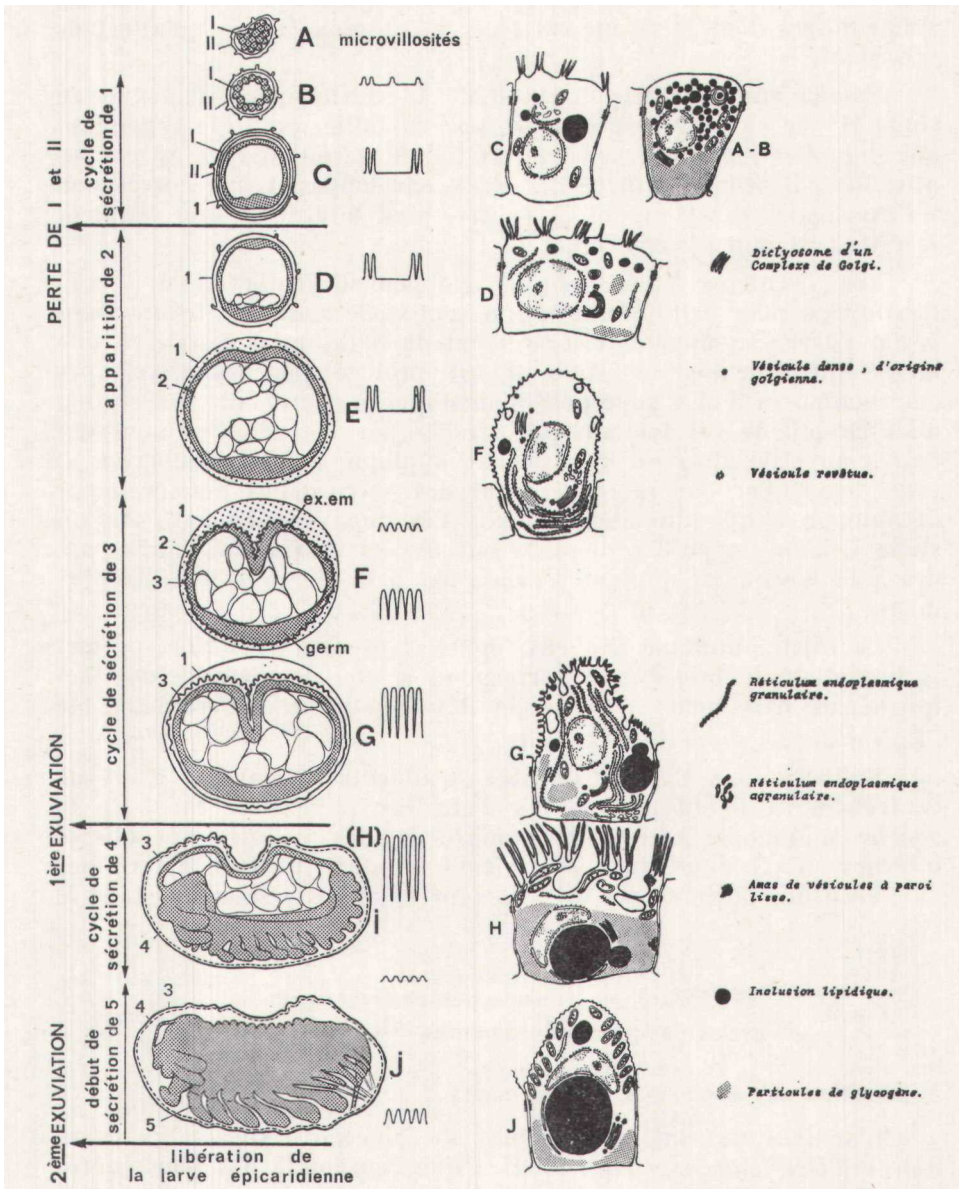 I
II
A
microvillosités
I
II
B
I
II
1
C
cycle de
sécrétion de 1
PERTE DE I et II
1
D
1
2
E
apparition de 2
ex.em
1
2
3
F
germ
1
3
G
cycle de sécrétion de 3
1ère EXUVIATION
(H)
3
4
i
cycle de
sécrétion de 4
3
4
5
j
début de
sécrétion de 5
2ème EXUVIATION
libération de
la larve épicaridienne
C
A - B
D
F
G
H
J
Dictyosome d'un
Complexe de Golgi.
Vésicule dense, d'origine
golgienne.
Vésicule revêtue.
Réticulum endoplasmique
granulaire.
Réticulum endoplasmique
agranulaire.
Amas de vésicules à paroi
lisse.
Inclusion lipidique.
Particules de glycogène.